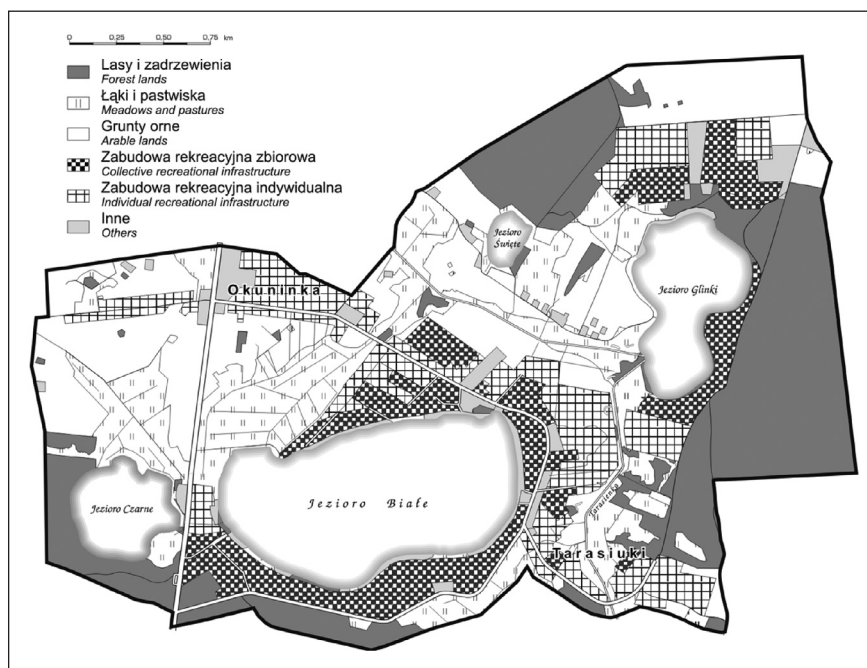 0 0,25 0,50 0,75
km
Lasy i zadrzewienia
Forest lands
Łąki i pastwiska
Meadows and pastures
Grunty orne
Arable lands
Zabudowa rekreacyjna zbiorowa
Collective recreational infrastructure
Zabudowa rekreacyjna indywidualna
Individual recreational infrastructure
Inne
Others
Jezioro
Święte
Jezioro Glinki
Okuninka
Jezioro Czarne
Jezioro Białe
Tarasienka
Tarasiuki